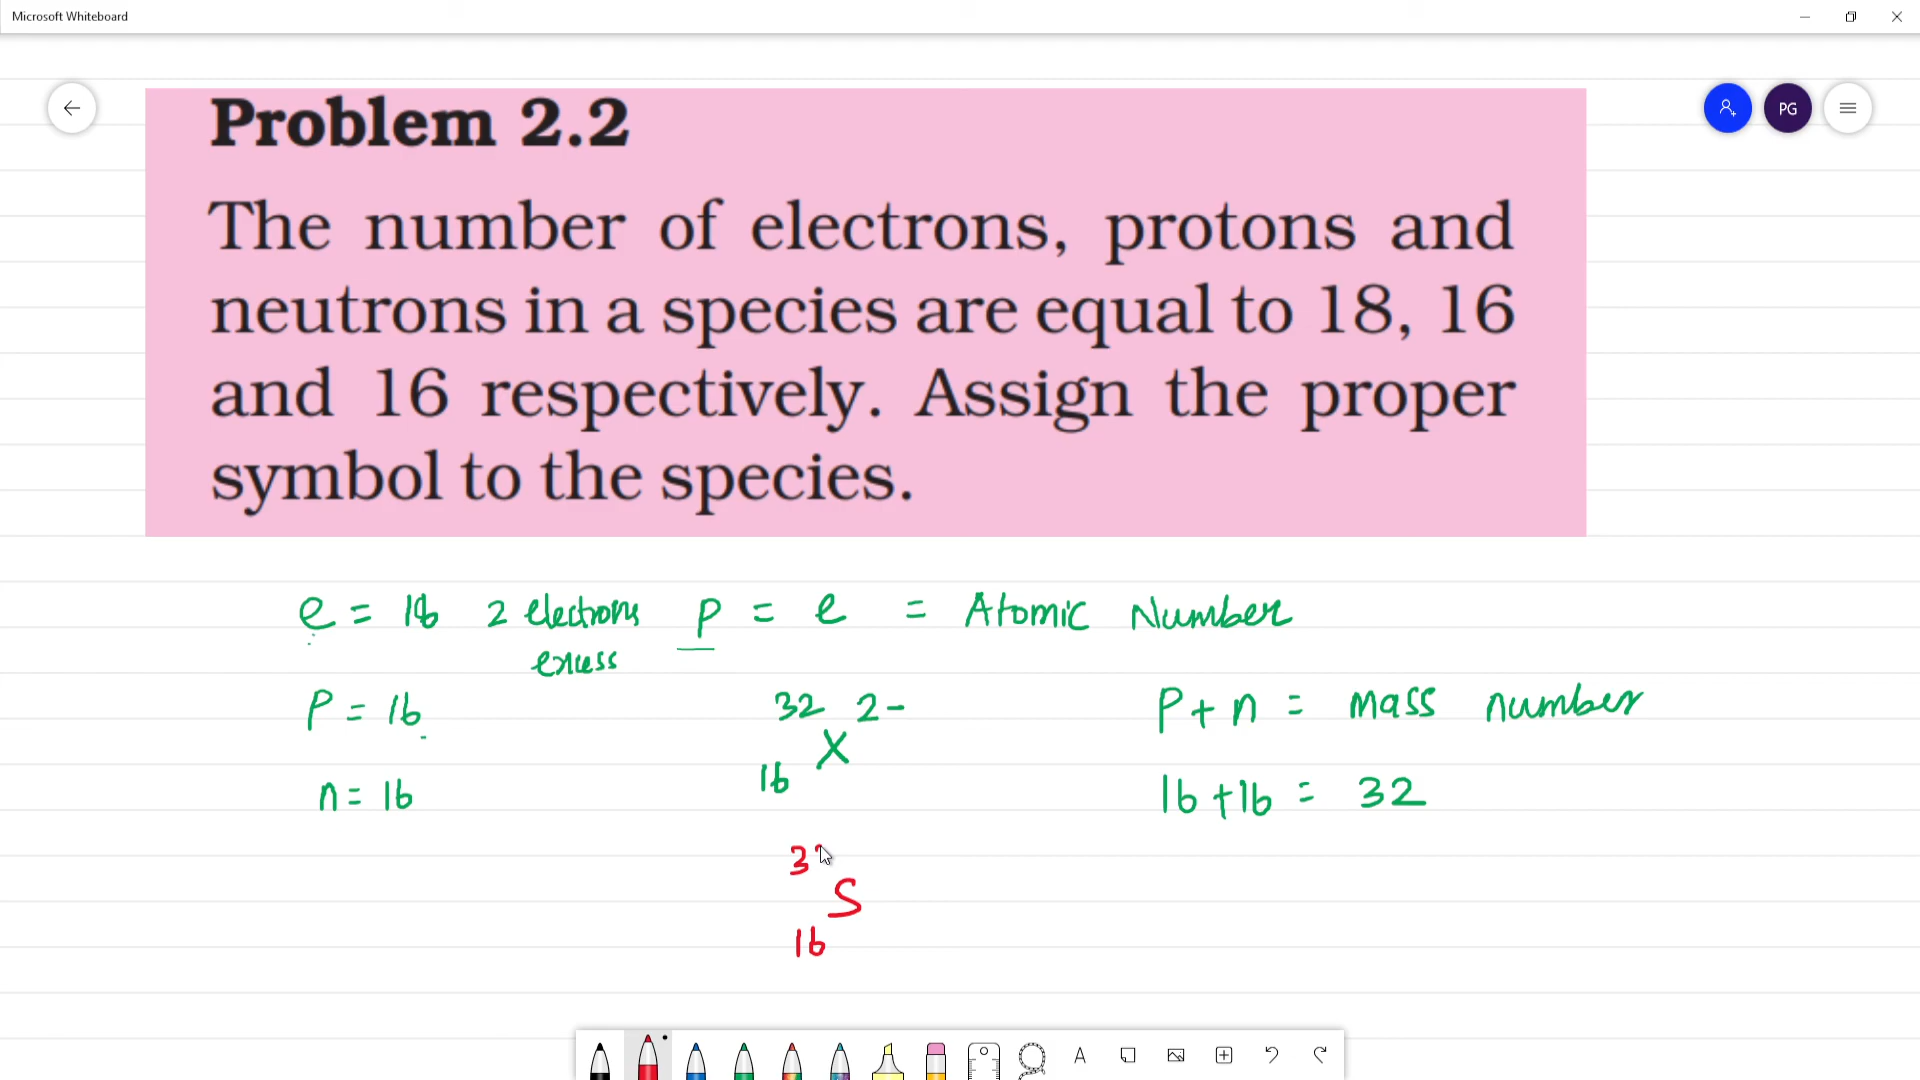 Microsoft Whiteboard
PG
Problem 2.2
The number of electrons, protons and
neutrons in a species are equal to 18, 16
and 16 respectively. Assign the proper
symbol to the species.
2 electrons p = e = Atomic Number
excess
P = 16
32 2-
X
16
P + n = mass number
n = 16
16 + 16 = 32
S
16
A